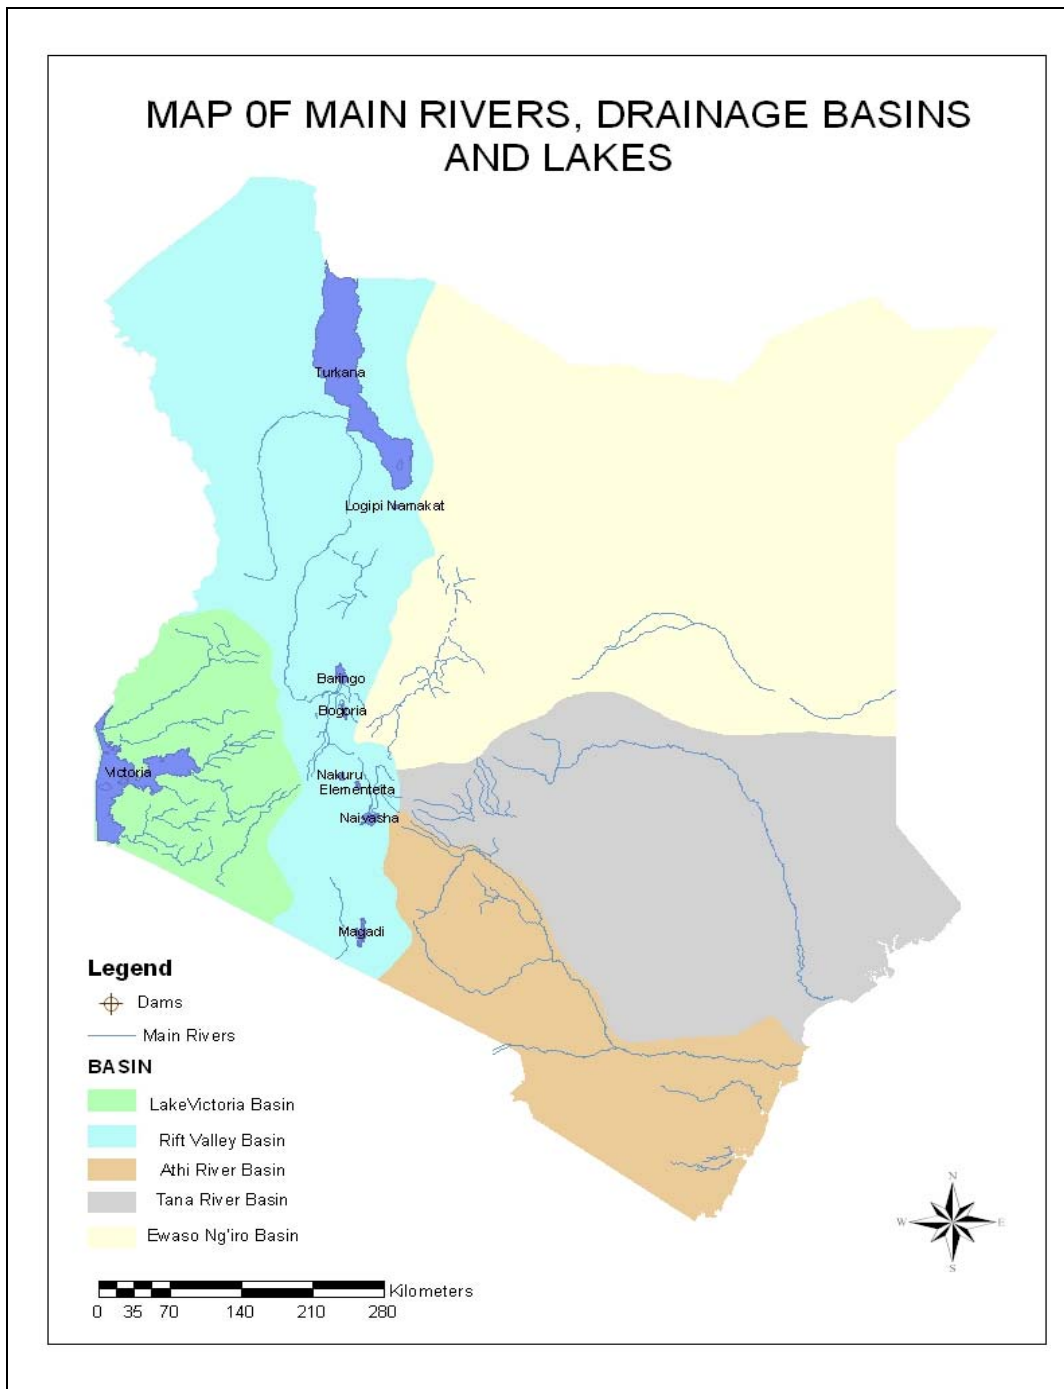 MAP 0F MAIN RIVERS, DRAINAGE BASINS
AND LAKES
Turkana
Logipi Namakat
Baringo
Bogoria
Victoria
Nakuru
Elementeita
Naivasha
Magadi
Legend
Dams
Main Rivers
BASIN
LakeVictoria Basin
Rift Valley Basin
Athi River Basin
Tana River Basin
Ewaso Ng'iro Basin
N
W E
S
Kilometers
0 35 70 140 210 280